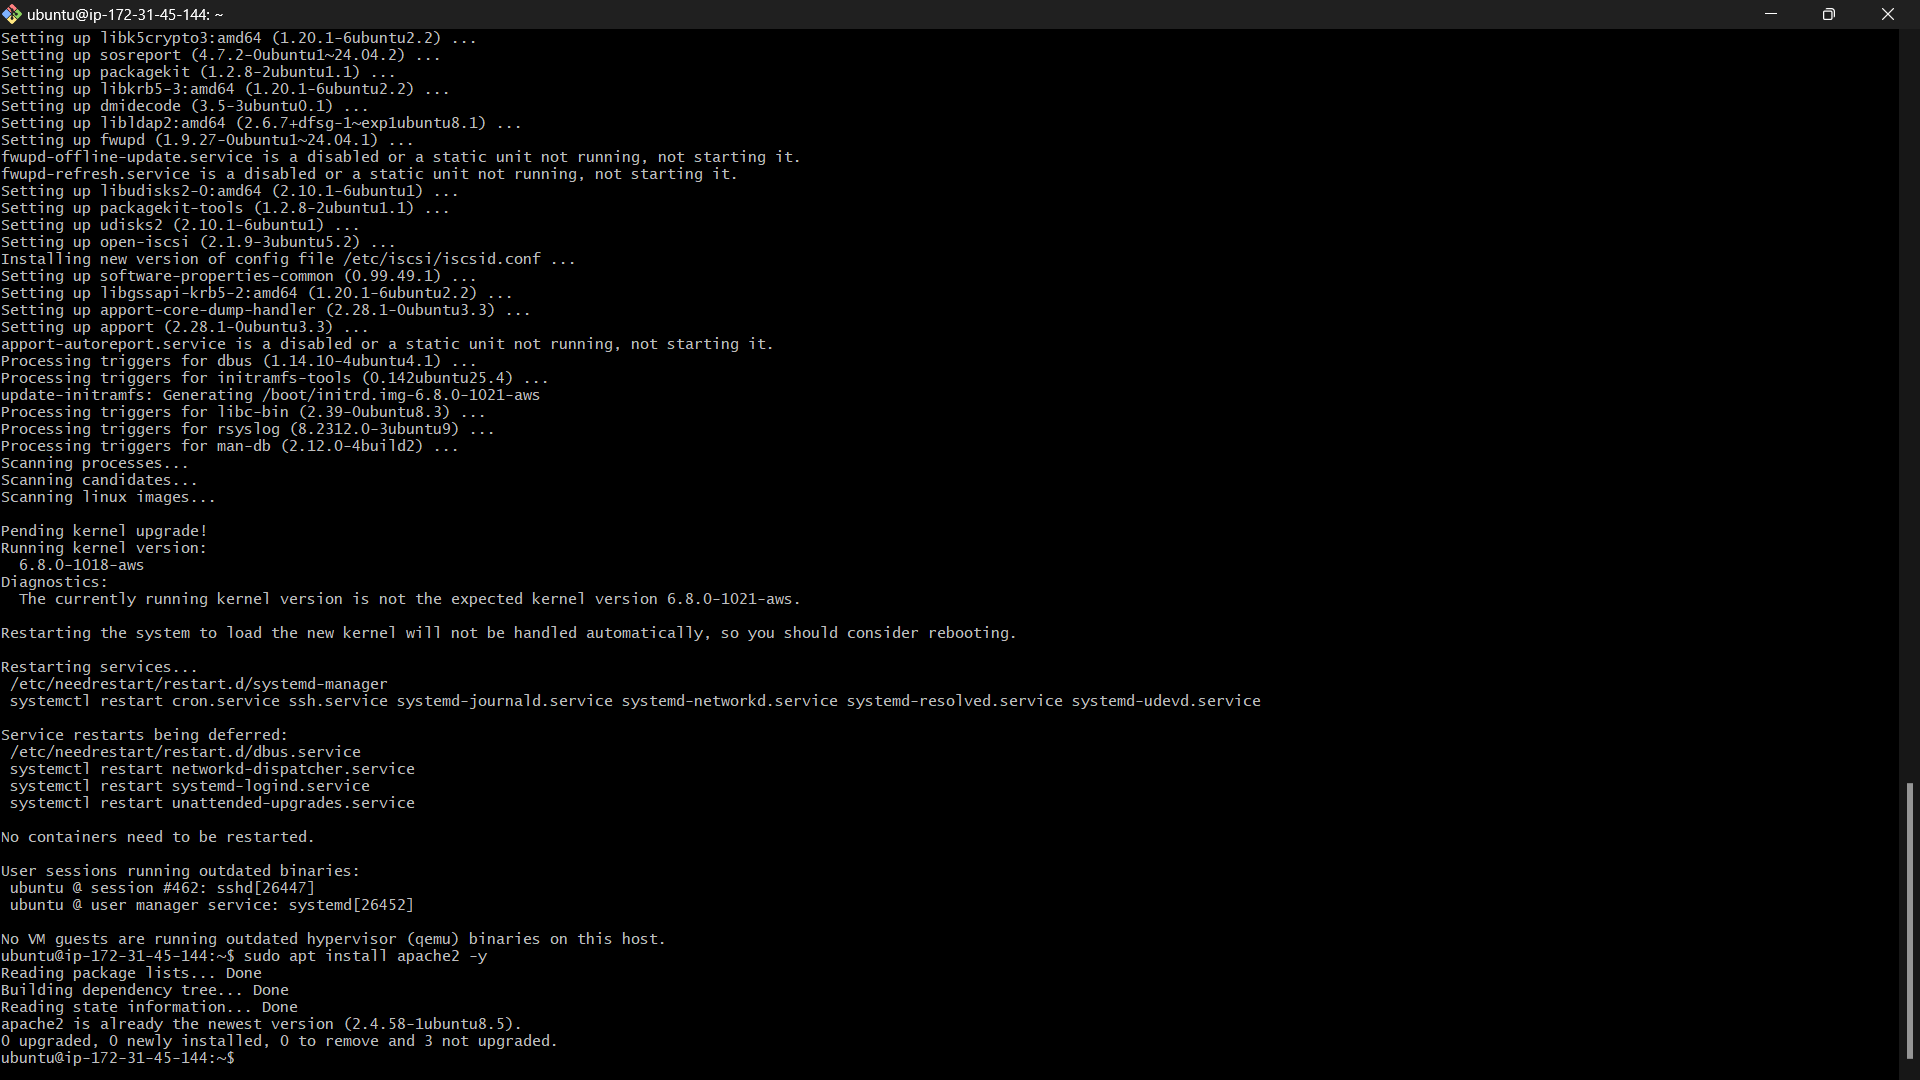 ubuntu@ip-172-31-45-144: ~
Setting up libk5crypto3:amd64 (1.20.1-6ubuntu2.2) ...
Setting up sosreport (4.7.2-0ubuntu1~24.04.2) ...
Setting up packagekit (1.2.8-2ubuntu1.1) ...
Setting up libkrb5-3:amd64 (1.20.1-6ubuntu2.2) ...
Setting up dmidecode (3.5-3ubuntu0.1) ...
Setting up libldap2:amd64 (2.6.7+dfsg-1~exp1ubuntu8.1) ...
Setting up fwupd (1.9.27-0ubuntu1~24.04.1) ...
fwupd-offline-update.service is a disabled or a static unit not running, not starting it.
fwupd-refresh.service is a disabled or a static unit not running, not starting it.
Setting up libudisks2-0:amd64 (2.10.1-6ubuntu1) ...
Setting up packagekit-tools (1.2.8-2ubuntu1.1) ...
Setting up udisks2 (2.10.1-6ubuntu1) ...
Setting up open-iscsi (2.1.9-3ubuntu5.2) ...
Installing new version of config file /etc/iscsi/iscsid.conf ...
Setting up software-properties-common (0.99.49.1) ...
Setting up libgssapi-krb5-2:amd64 (1.20.1-6ubuntu2.2) ...
Setting up apport-core-dump-handler (2.28.1-0ubuntu3.3) ...
Setting up apport (2.28.1-0ubuntu3.3) ...
apport-autoreport.service is a disabled or a static unit not running, not starting it.
Processing triggers for dbus (1.14.10-4ubuntu4.1) ...
Processing triggers for initramfs-tools (0.142ubuntu25.4) ...
update-initramfs: Generating /boot/initrd.img-6.8.0-1021-aws
Processing triggers for libc-bin (2.39-0ubuntu8.3) ...
Processing triggers for rsyslog (8.2312.0-3ubuntu9) ...
Processing triggers for man-db (2.12.0-4build2) ...
Scanning processes...
Scanning candidates...
Scanning linux images...
Pending kernel upgrade!
Running kernel version:
6.8.0-1018-aws
Diagnostics:
The currently running kernel version is not the expected kernel version 6.8.0-1021-aws.
Restarting the system to load the new kernel will not be handled automatically, so you should consider rebooting.
Restarting services...
/etc/needrestart/restart.d/systemd-manager
systemctl restart cron.service ssh.service systemd-journald.service systemd-networkd.service systemd-resolved.service systemd-udevd.service
Service restarts being deferred:
/etc/needrestart/restart.d/dbus.service
systemctl restart networkd-dispatcher.service
systemctl restart systemd-logind.service
systemctl restart unattended-upgrades.service
No containers need to be restarted.
User sessions running outdated binaries:
ubuntu @ session #462: sshd[26447]
ubuntu @ user manager service: systemd[26452]
No VM guests are running outdated hypervisor (qemu) binaries on this host.
ubuntu@ip-172-31-45-144:~$ sudo apt install apache2 -y
Reading package lists... Done
Building dependency tree... Done
Reading state information... Done
apache2 is already the newest version (2.4.58-1ubuntu8.5).
0 upgraded, 0 newly installed, 0 to remove and 3 not upgraded.
ubuntu@ip-172-31-45-144:~$